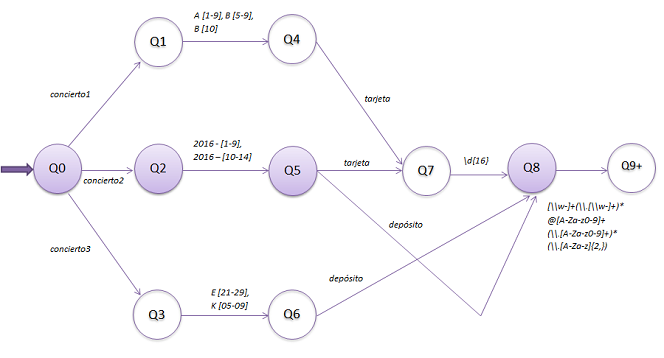 A [1-9], B [5-9],
B [10]
Q1
Q4
concierto1
tarjeta
2016 - [1-9],
2016 – [10-14]
\d{16}
Q0
Q2
Q5
tarjeta
Q7
Q8
Q9+
concierto2
[\\w-]+(\\.[\\w-]+)*
@[A-Za-z0-9]+
(\\.[A-Za-z0-9]+)*
(\\.[A-Za-z]{2,})
depósito
concierto3
depósito
E [21-29],
K [05-09]
Q3
Q6